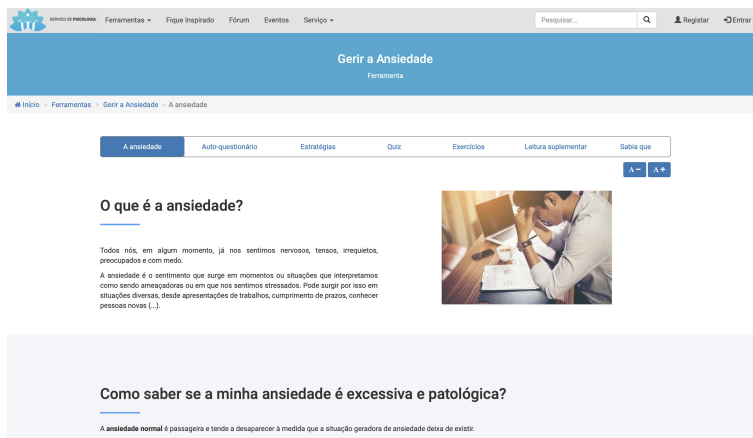 SERVIÇO DE PSICOLOGIA
Ferramentas
Fique Inspirado
Fórum
Eventos
Serviço
Pesquisar...
Registar
Entrar
Gerir a Ansiedade
Ferramenta
Início > Ferramentas > Gerir a Ansiedade > A ansiedade
A ansiedade
Auto-questionário
Estratégias
Quiz
Exercícios
Leitura suplementar
Sabia que
A −
A +
O que é a ansiedade?
Todos nós, em algum momento, já nos sentimos nervosos, tensos, irrequietos,
preocupados e com medo.
A ansiedade é o sentimento que surge em momentos ou situações que interpretamos
como sendo ameaçadoras ou em que nos sentimos stressados. Pode surgir por isso em
situações diversas, desde apresentações de trabalhos, cumprimento de prazos, conhecer
pessoas novas (...).
Como saber se a minha ansiedade é excessiva e patológica?
A ansiedade normal é passageira e tende a desaparecer à medida que a situação geradora de ansiedade deixa de existir.